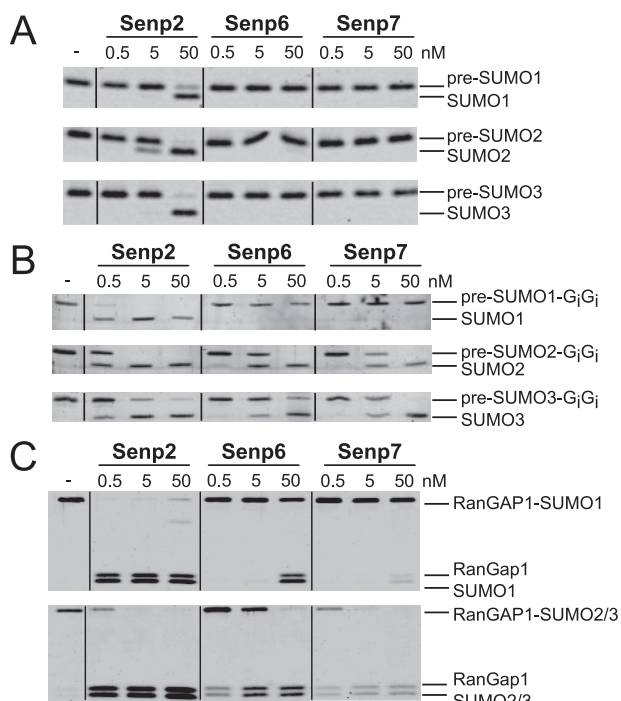 A
Senp2 Senp6 Senp7
- 0.5 5 50 0.5 5 50 0.5 5 50 nM
pre-SUMO1
SUMO1
pre-SUMO2
SUMO2
pre-SUMO3
SUMO3
B
Senp2 Senp6 Senp7
- 0.5 5 50 0.5 5 50 0.5 5 50 nM
pre-SUMO1-GiGi
SUMO1
pre-SUMO2-GiGi
SUMO2
pre-SUMO3-GiGi
SUMO3
C
Senp2 Senp6 Senp7
- 0.5 5 50 0.5 5 50 0.5 5 50 nM
RanGAP1-SUMO1
RanGap1
SUMO1
RanGAP1-SUMO2/3
RanGap1
SUMO2/3